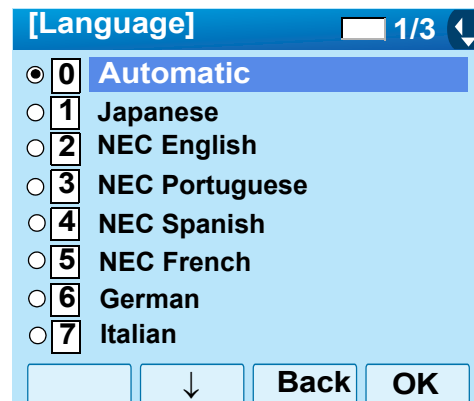 [Language] 1/3
0 Automatic
1 Japanese
2 NEC English
3 NEC Portuguese
4 NEC Spanish
5 NEC French
6 German
7 Italian
↓ Back OK